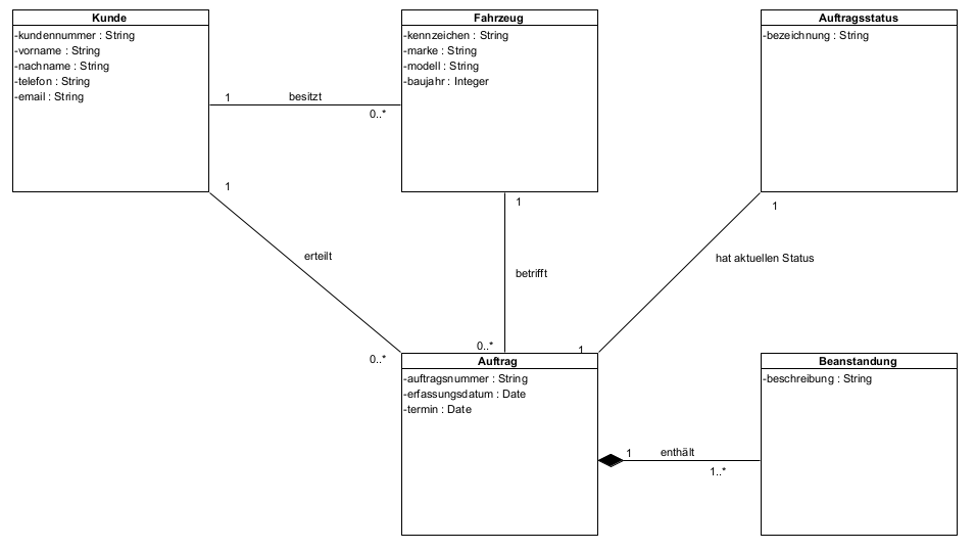 Kunde
-kundennummer : String
-vorname : String
-nachname : String
-telefon : String
-email : String
Fahrzeug
-kennzeichen : String
-marke : String
-modell : String
-baujahr : Integer
Auftragsstatus
-bezeichnung : String
1
besitzt
0..*
1
erteilt
0..*
1
betrifft
0..*
1
hat aktuellen Status
1
Auftrag
-auftragsnummer : String
-erfassungsdatum : Date
-termin : Date
Beanstandung
-beschreibung : String
1
enthält
1..*